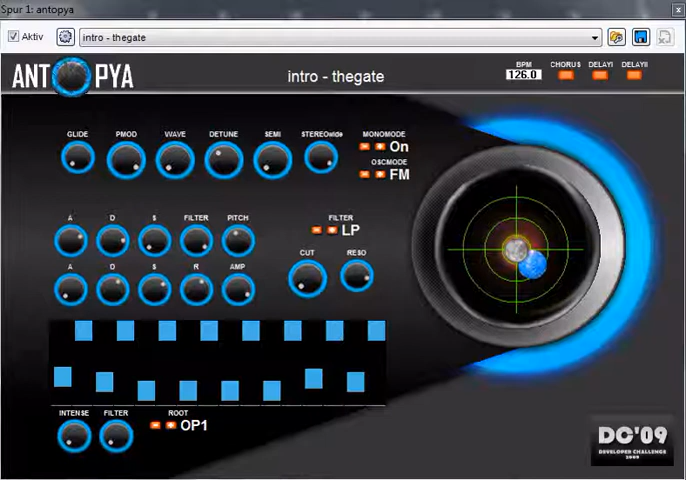 Spur 1: antopya
Aktiv
intro - thegate
ANTOPYA
intro - thegate
BPM
126.0
CHORUS
DELAYI
DELAYII
GLIDE
PMOD
WAVE
DETUNE
SEMI
STEREOwide
MONOMODE
On
OSCMODE
FM
A
D
S
FILTER
PITCH
FILTER
LP
CUT
RESO
A
D
S
R
AMP
INTENSE
FILTER
ROOT
OP1
DC'09
DEVELOPER CHALLENGE
2009